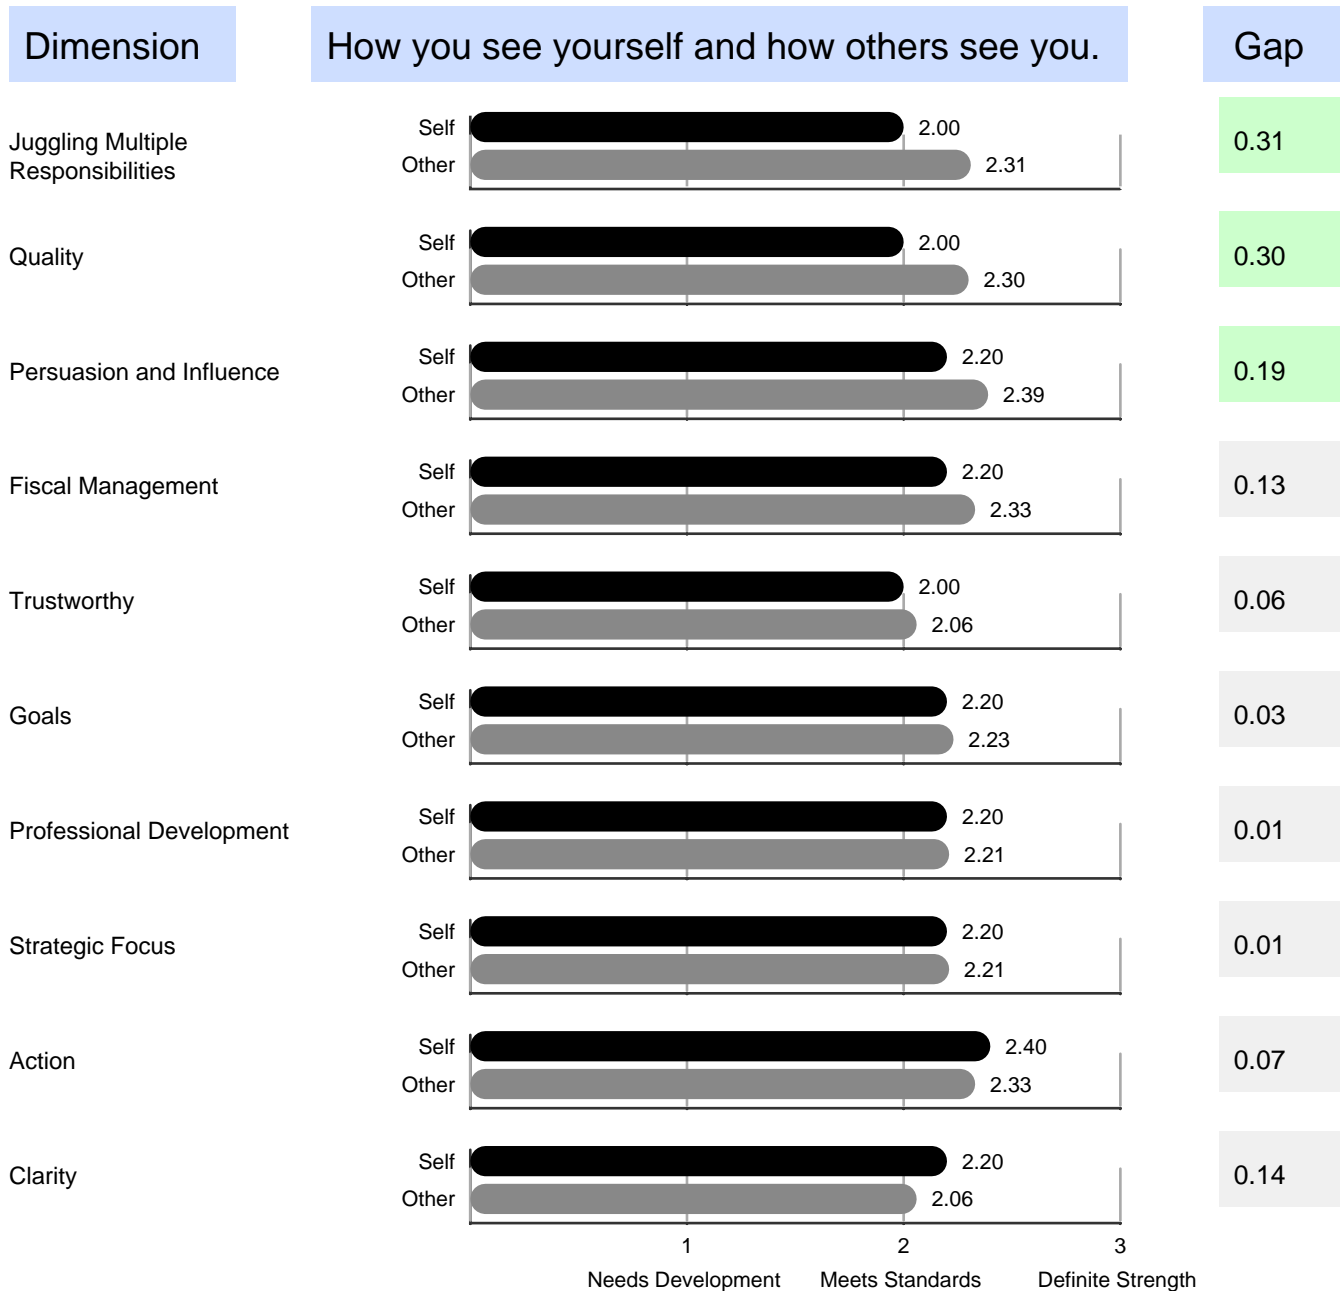 Dimension
How you see yourself and how others see you.
Gap
Juggling Multiple
Responsibilities
Self
2.00
Other
2.31
0.31
Quality
Self
2.00
Other
2.30
0.30
Persuasion and Influence
Self
2.20
Other
2.39
0.19
Fiscal Management
Self
2.20
Other
2.33
0.13
Trustworthy
Self
2.00
Other
2.06
0.06
Goals
Self
2.20
Other
2.23
0.03
Professional Development
Self
2.20
Other
2.21
0.01
Strategic Focus
Self
2.20
Other
2.21
0.01
Action
Self
2.40
Other
2.33
0.07
Clarity
Self
2.20
Other
2.06
0.14
1
2
3
Needs Development
Meets Standards
Definite Strength